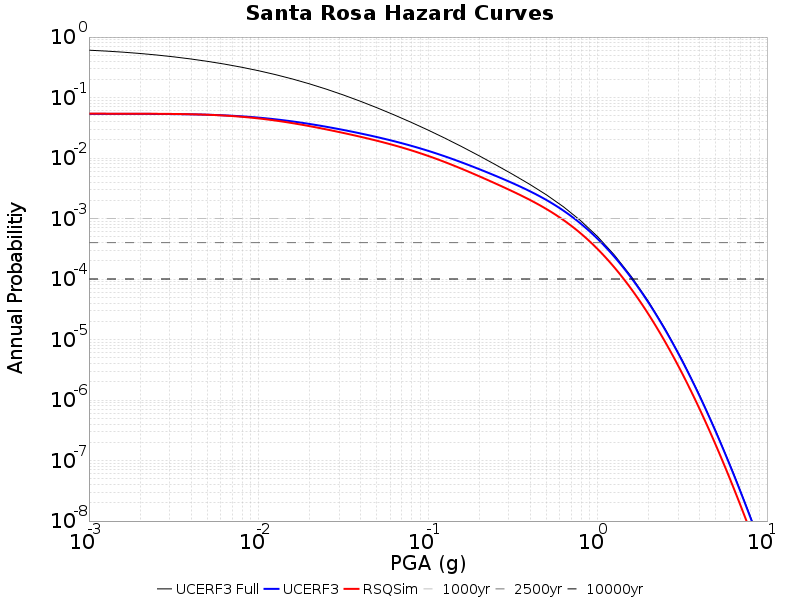 Santa Rosa Hazard Curves
10^0
10^-1
10^-2
10^-3
10^-4
10^-5
10^-6
10^-7
10^-8
Annual Probabilitiy
10^-3 10^-2 10^-1 10^0 10^1
PGA (g)
UCERF3 Full UCERF3 RSQSim 1000yr 2500yr 10000yr